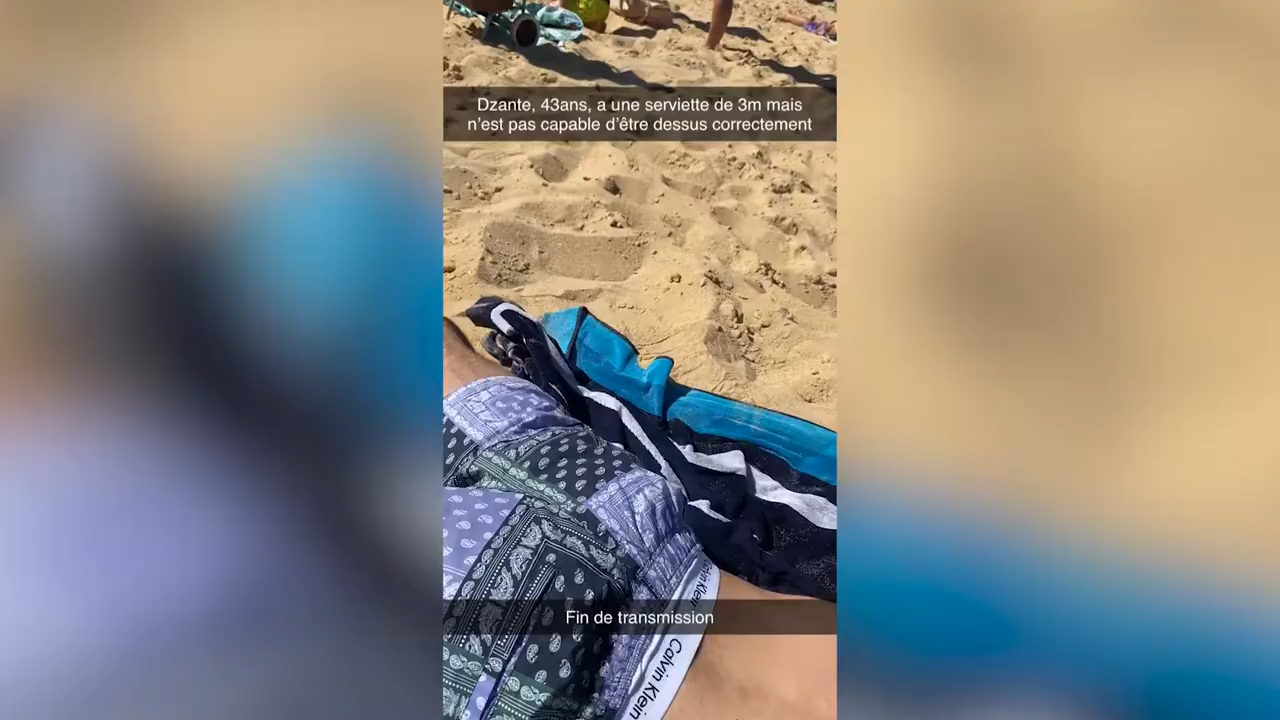 Dzante, 43ans, a une serviette de 3m mais
n'est pas capable d'être dessus correctement
Calvin Klein
Fin de transmission
Calvin Klein